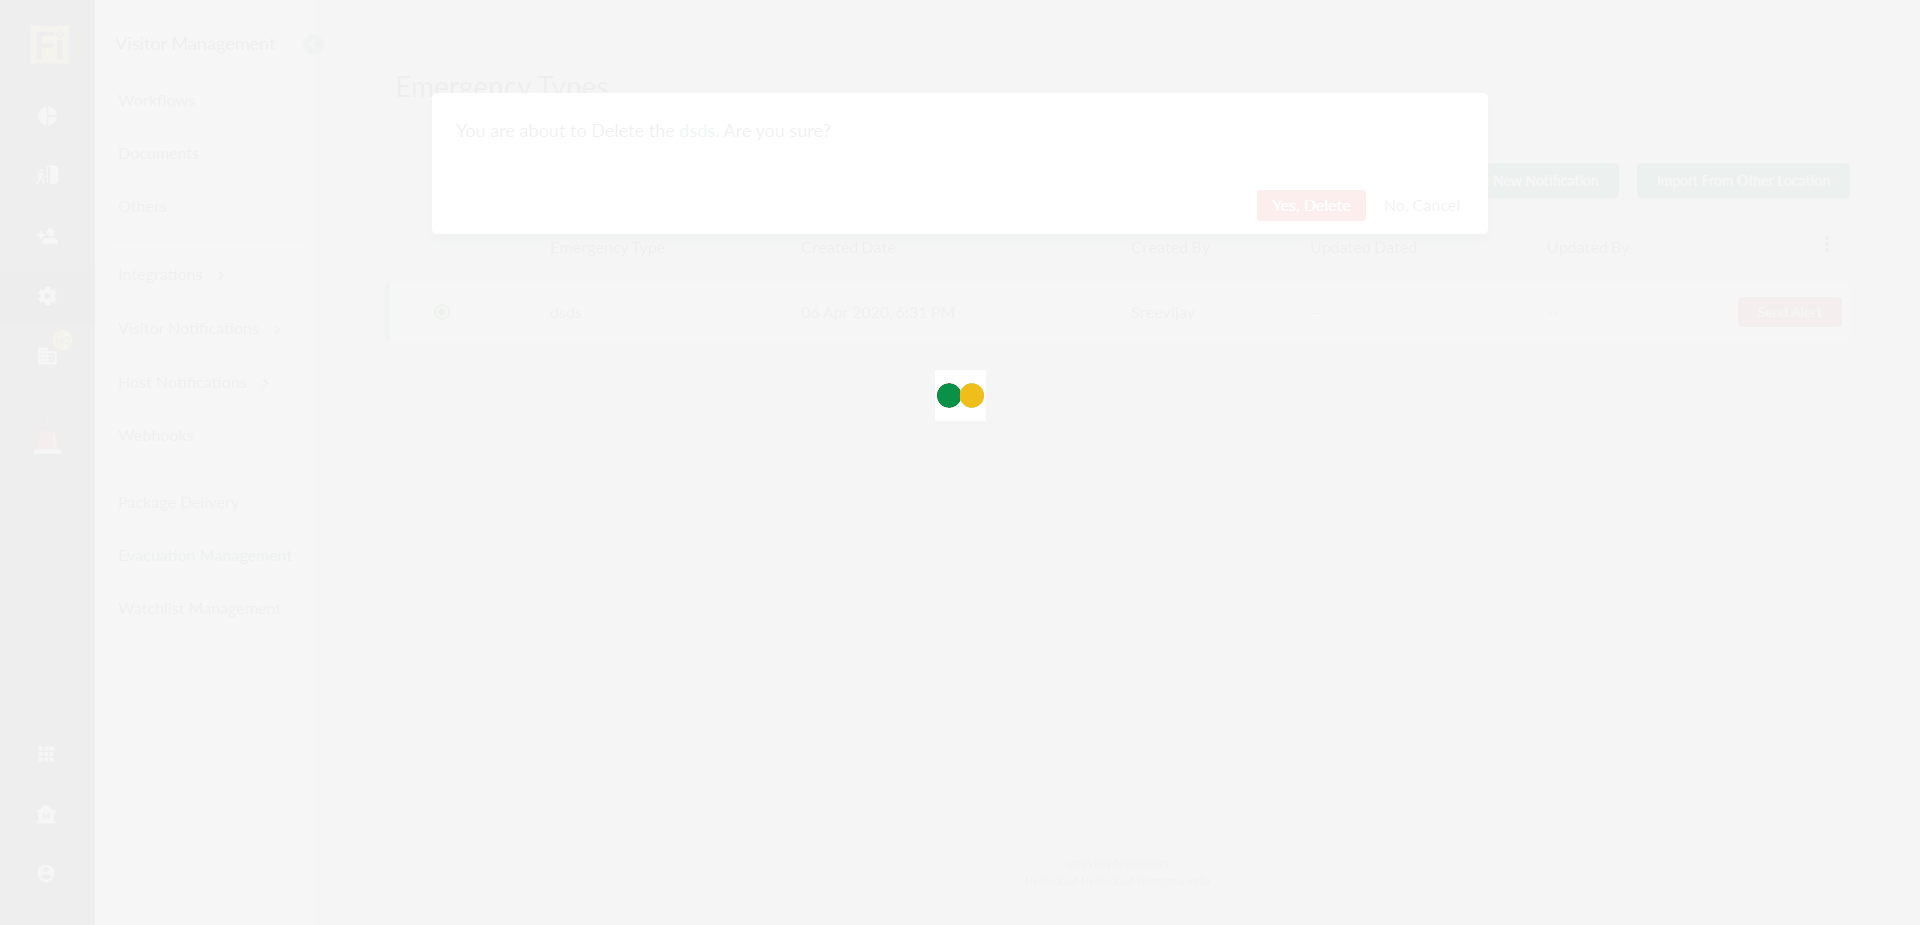 Fi
Visitor Management
Workflows
Documents
Others
Integrations
Visitor Notifications
Host Notifications
Webhooks
Package Delivery
Evacuation Management
Watchlist Management
Emergency Types
You are about to Delete the dsds. Are you sure?
Yes, Delete No, Cancel
New Notification Import From Other Location
Emergency Type Created Date Created By Updated Dated Updated By
dsds 06 Apr 2020, 6:31 PM Sreevijay -- -- Send Alert